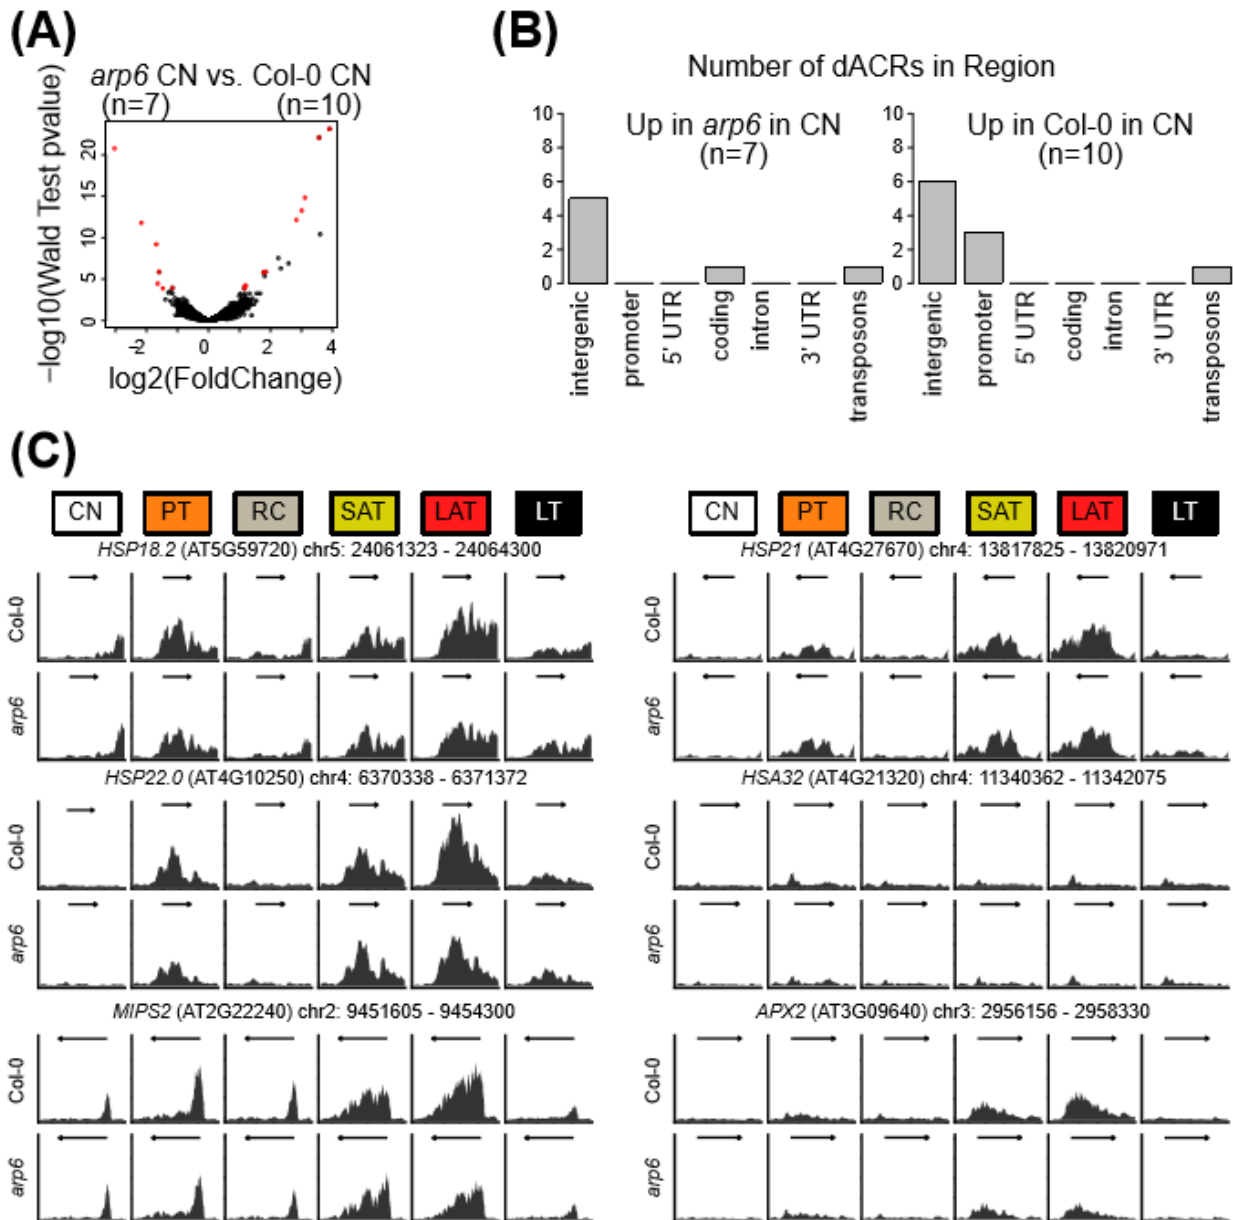 (A)
arp6 CN vs. Col-0 CN
(n=7) (n=10)
−log10(Wald Test pvalue)
20
15
10
5
0
-2 0 2 4
log2(FoldChange)
(B)
Number of dACRs in Region
Up in arp6 in CN
(n=7)
10
8
6
4
2
0
intergenic
promoter
5' UTR
coding
intron
3' UTR
transposons
Up in Col-0 in CN
(n=10)
10
8
6
4
2
0
intergenic
promoter
5' UTR
coding
intron
3' UTR
transposons
(C)
CN PT RC SAT LAT LT
HSP18.2 (AT5G59720) chr5: 24061323 - 24064300
Col-0
arp6
HSP22.0 (AT4G10250) chr4: 6370338 - 6371372
Col-0
arp6
MIPS2 (AT2G22240) chr2: 9451605 - 9454300
Col-0
arp6
CN PT RC SAT LAT LT
HSP21 (AT4G27670) chr4: 13817825 - 13820971
Col-0
arp6
HSA32 (AT4G21320) chr4: 11340362 - 11342075
Col-0
arp6
APX2 (AT3G09640) chr3: 2956156 - 2958330
Col-0
arp6